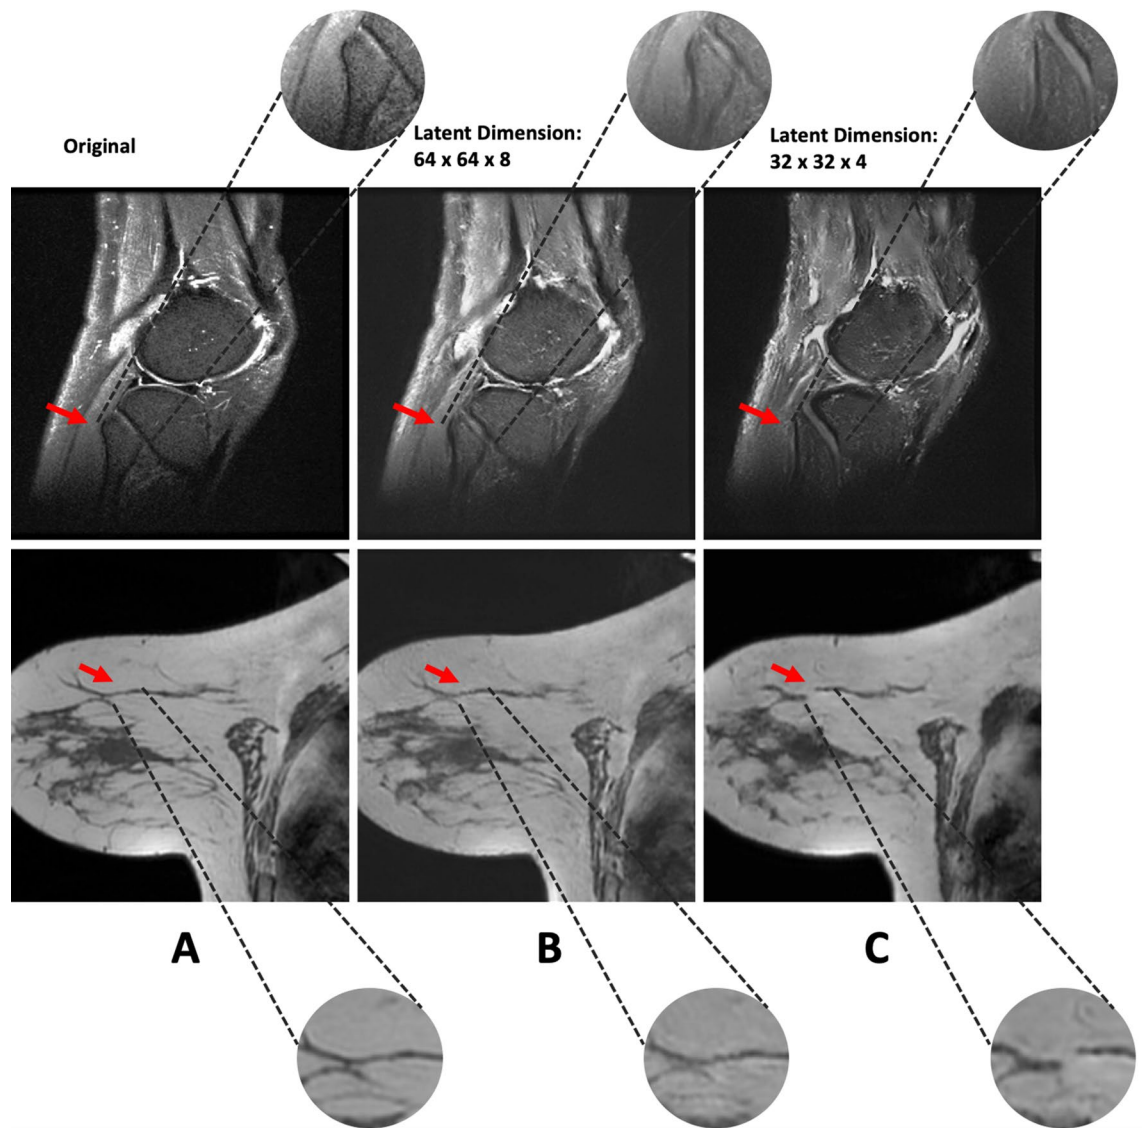 Original
Latent Dimension:
64 x 64 x 8
Latent Dimension:
32 x 32 x 4
A
B
C